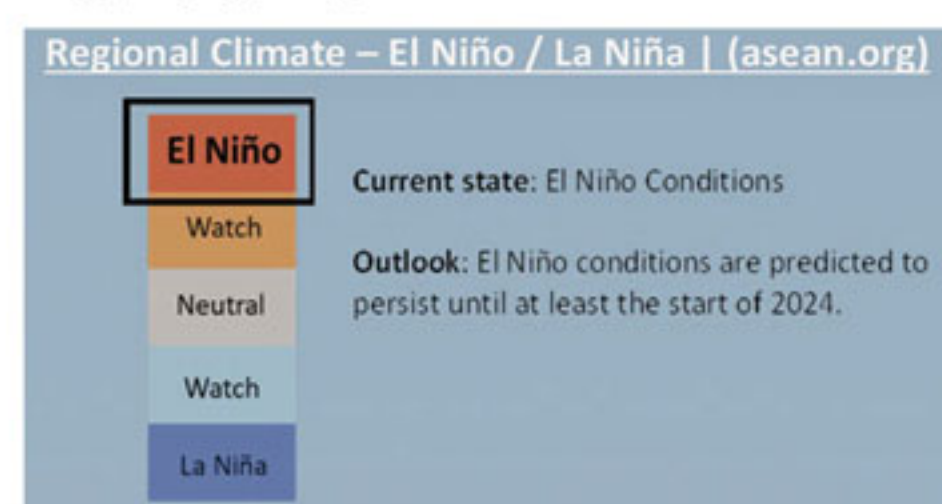 Regional Climate – El Niño / La Niña | (asean.org)
El Niño
Current state: El Niño Conditions
Watch
Outlook: El Niño conditions are predicted to
persist until at least the start of 2024.
Neutral
Watch
La Niña